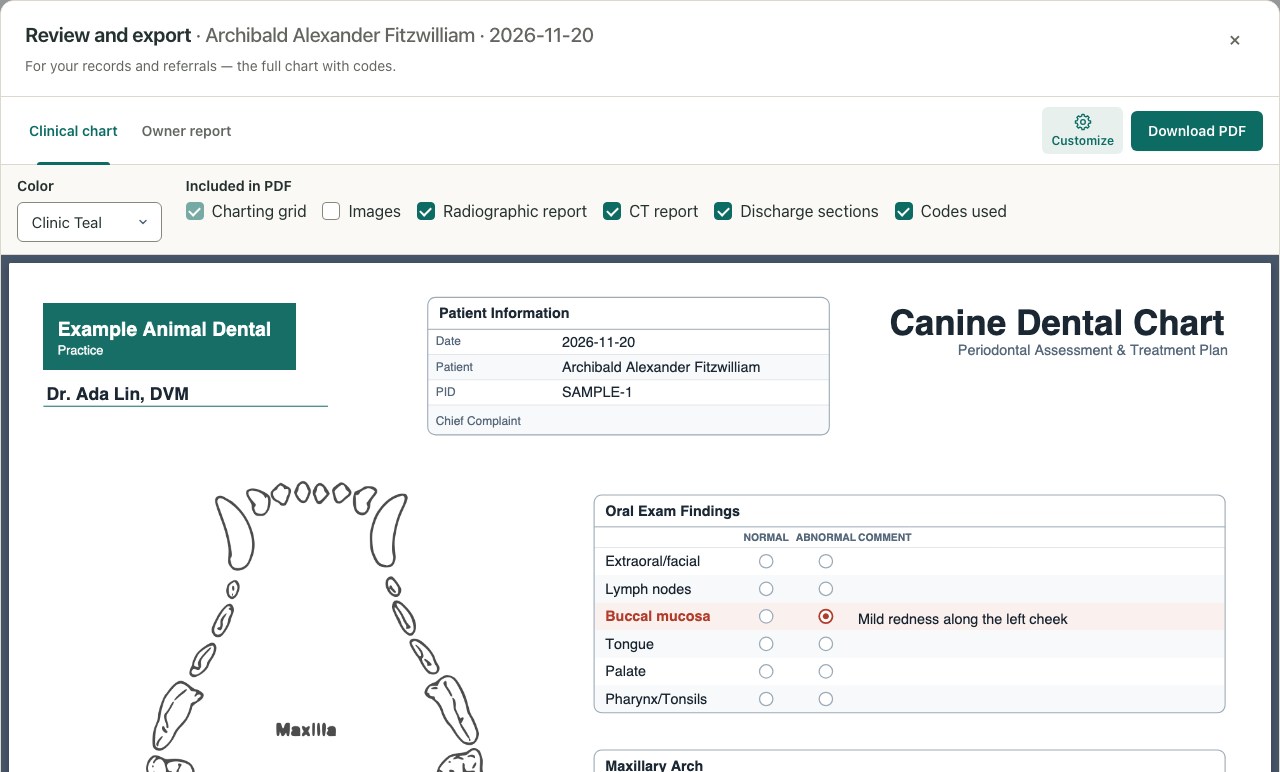 Review and export · Archibald Alexander Fitzwilliam · 2026-11-20
For your records and referrals — the full chart with codes.
Clinical chart
Owner report
Customize
Download PDF
Color
Clinic Teal
Included in PDF
Charting grid
Images
Radiographic report
CT report
Discharge sections
Codes used
Example Animal Dental
Practice
Dr. Ada Lin, DVM
Patient Information
Date 2026-11-20
Patient Archibald Alexander Fitzwilliam
PID SAMPLE-1
Chief Complaint
Canine Dental Chart
Periodontal Assessment & Treatment Plan
Maxilla
Oral Exam Findings
NORMAL ABNORMAL COMMENT
Extraoral/facial
Lymph nodes
Buccal mucosa Mild redness along the left cheek
Tongue
Palate
Pharynx/Tonsils
Maxillary Arch